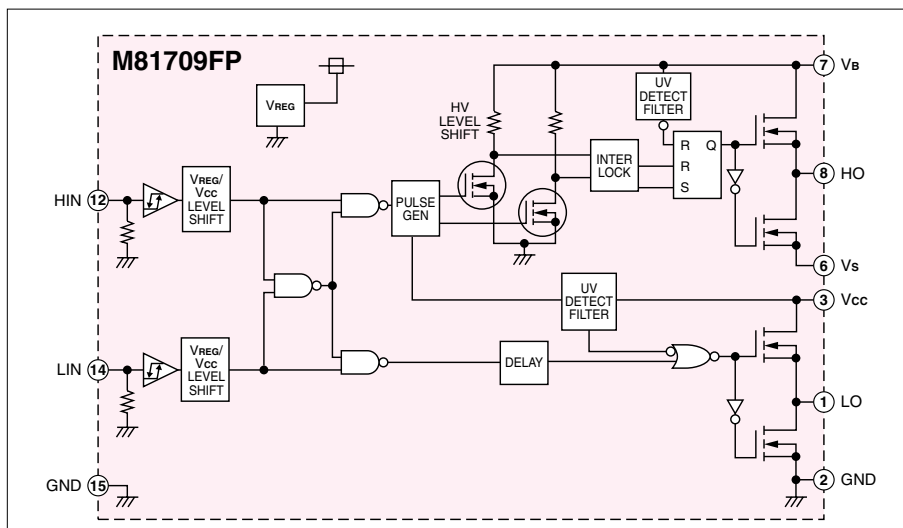 M81709FP
VREG
HV
LEVEL
SHIFT
UV
DETECT
FILTER
7 VB
HIN 12
VREG/
VCC
LEVEL
SHIFT
PULSE
GEN
INTER
LOCK
R Q
R
S
8 HO
6 VS
UV
DETECT
FILTER
3 VCC
LIN 14
VREG/
VCC
LEVEL
SHIFT
DELAY
1 LO
GND 15
2 GND